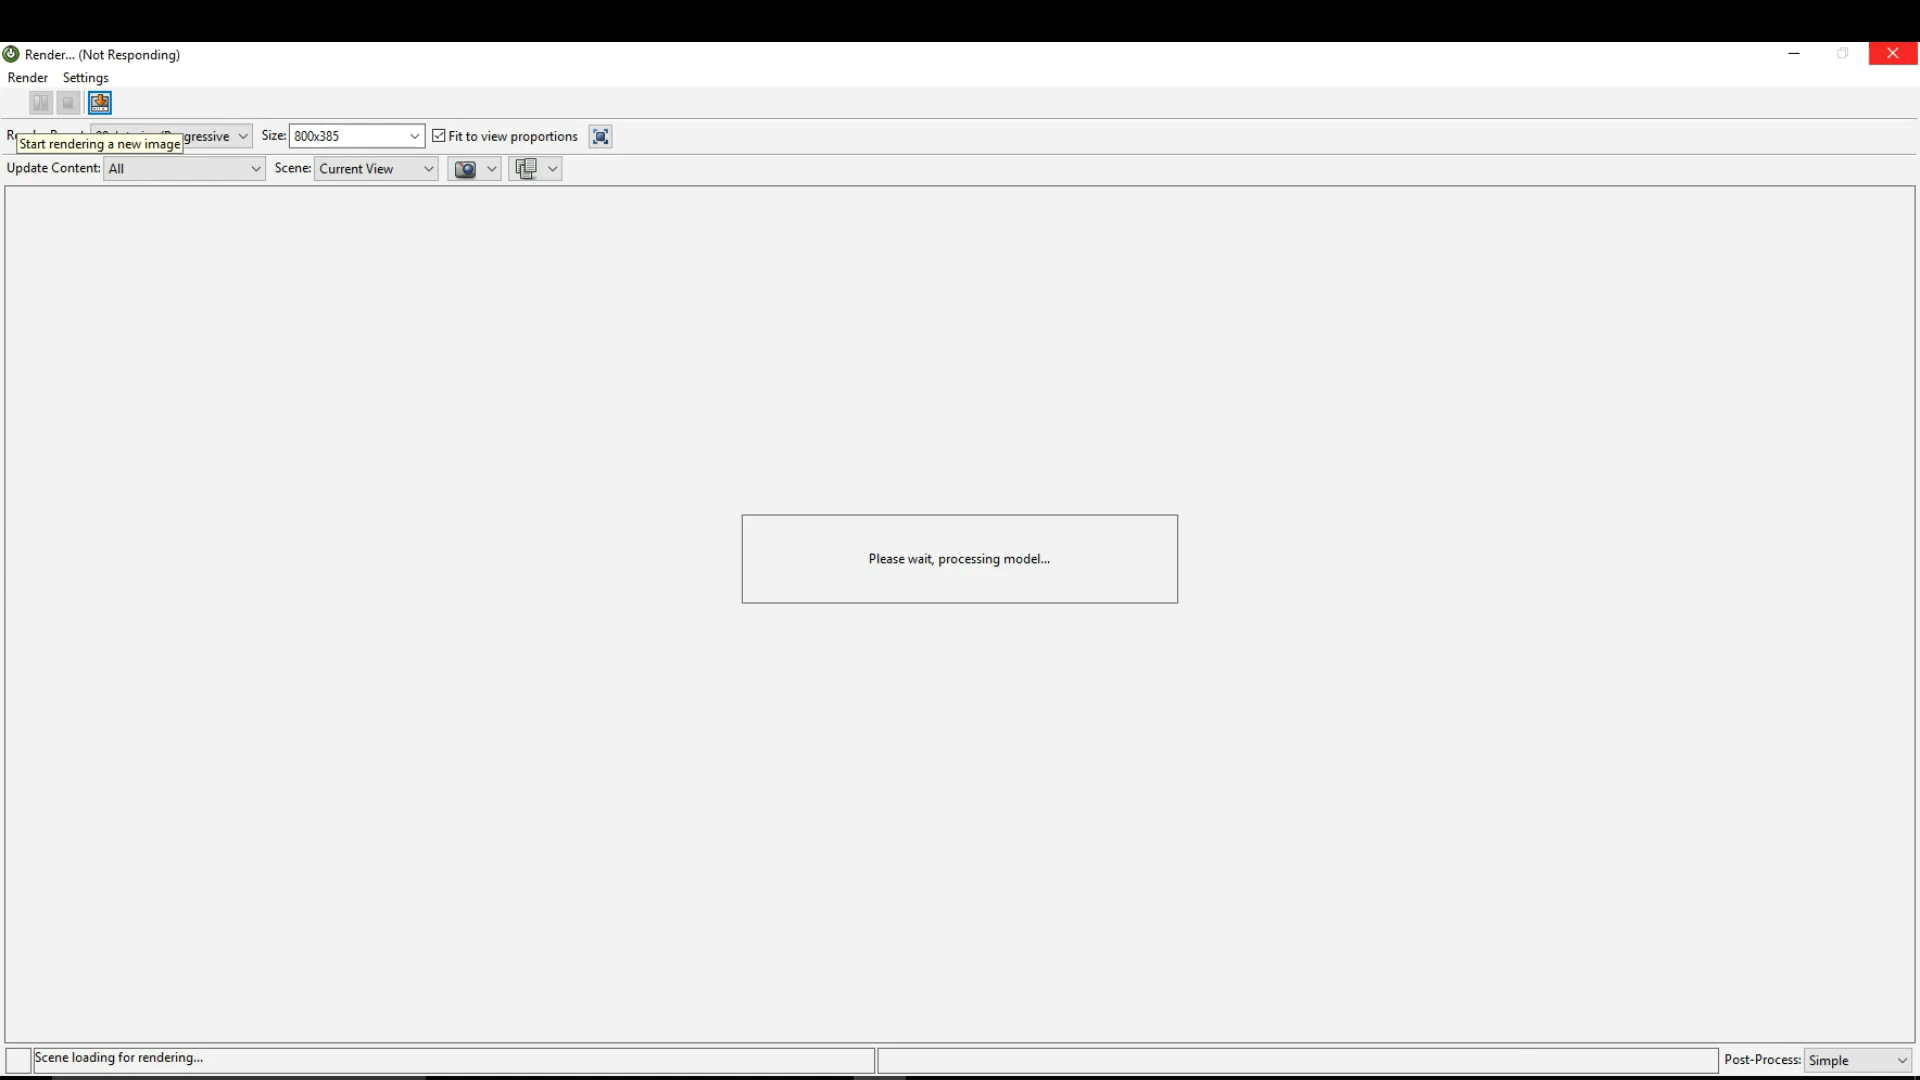 Render... (Not Responding)
Render Settings
gressive Size: 800x385 Fit to view proportions
Start rendering a new image
Update Content: All Scene: Current View
Please wait, processing model...
Scene loading for rendering...
Post-Process: Simple